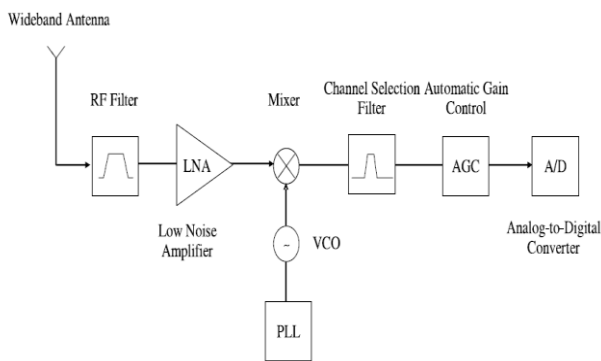 Wideband Antenna
RF Filter
LNA
Low Noise
Amplifier
Mixer
VCO
PLL
Channel Selection
Filter
Automatic Gain
Control
AGC
A/D
Analog-to-Digital
Converter